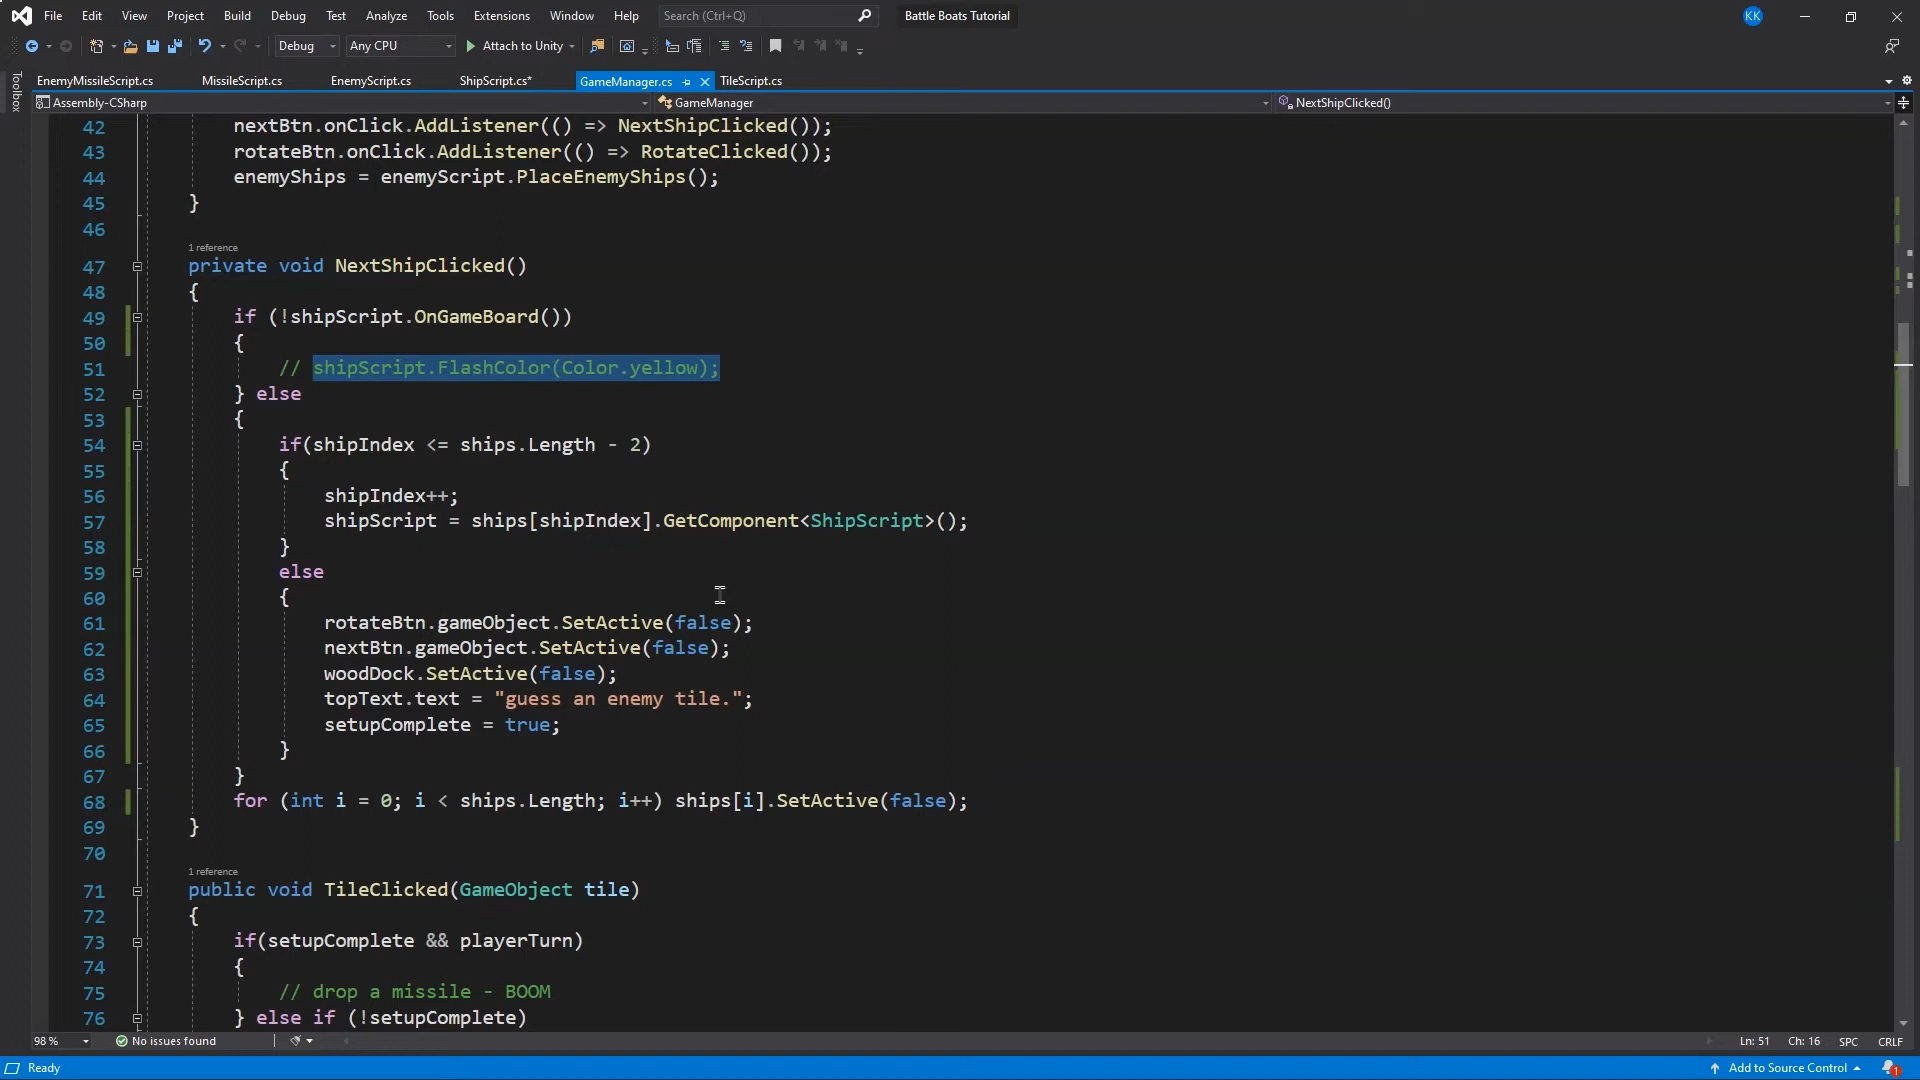 File Edit View Project Build Debug Test Analyze Tools Extensions Window Help Search (Ctrl+Q) Battle Boats Tutorial KK
Debug Any CPU Attach to Unity
Toolbox
EnemyMissileScript.cs MissileScript.cs EnemyScript.cs ShipScript.cs* GameManager.cs TileScript.cs
Assembly-CSharp GameManager NextShipClicked()
42 nextBtn.onClick.AddListener(() => NextShipClicked());
43 rotateBtn.onClick.AddListener(() => RotateClicked());
44 enemyShips = enemyScript.PlaceEnemyShips();
45 }
46
1 reference
47 private void NextShipClicked()
48 {
49 if (!shipScript.OnGameBoard())
50 {
51 // shipScript.FlashColor(Color.yellow);
52 } else
53 {
54 if(shipIndex <= ships.Length - 2)
55 {
56 shipIndex++;
57 shipScript = ships[shipIndex].GetComponent<ShipScript>();
58 }
59 else
60 {
61 rotateBtn.gameObject.SetActive(false);
62 nextBtn.gameObject.SetActive(false);
63 woodDock.SetActive(false);
64 topText.text = "guess an enemy tile.";
65 setupComplete = true;
66 }
67 }
68 for (int i = 0; i < ships.Length; i++) ships[i].SetActive(false);
69 }
70
1 reference
71 public void TileClicked(GameObject tile)
72 {
73 if(setupComplete && playerTurn)
74 {
75 // drop a missile - BOOM
76 } else if (!setupComplete)
98 % No issues found Ln: 51 Ch: 16 SPC CRLF
Ready Add to Source Control 1